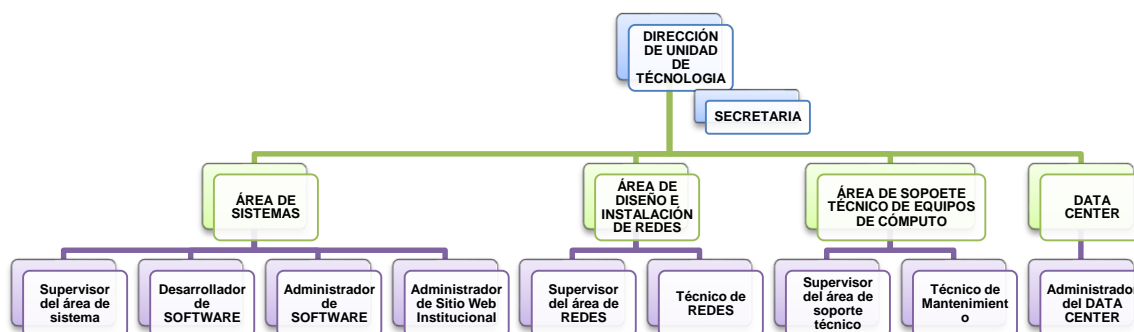 DIRECCIÓN
DE UNIDAD
DE
TÉCNOLOGIA
SECRETARIA
ÁREA DE
SISTEMAS
ÁREA DE
DISEÑO E
INSTALACIÓN
DE REDES
ÁREA DE SOPOETE
TÉCNICO DE EQUIPOS
DE CÓMPUTO
DATA
CENTER
Supervisor
del área de
sistema
Desarrollador
de
SOFTWARE
Administrador
de
SOFTWARE
Administrador
de Sitio Web
Institucional
Supervisor
del área de
REDES
Técnico de
REDES
Supervisor
del área de
soporte
técnico
Técnico de
Mantenimient
o
Administrador
del DATA
CENTER